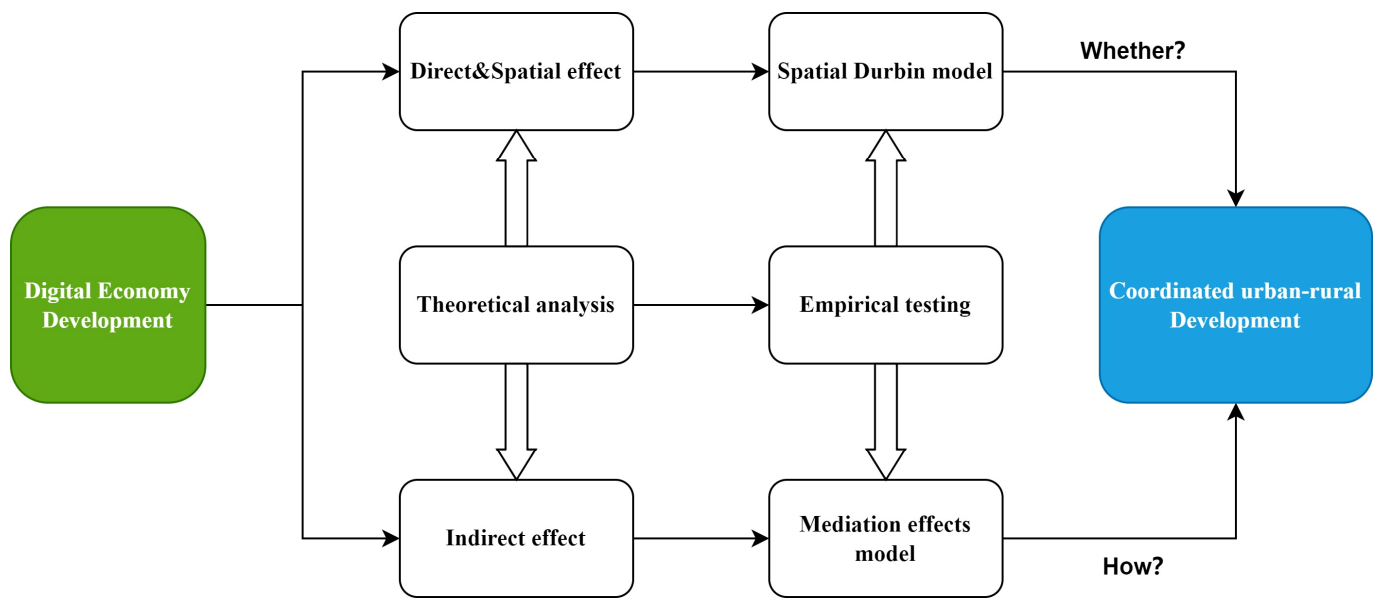 Whether?
Direct&Spatial effect
Spatial Durbin model
Digital Economy
Development
Theoretical analysis
Empirical testing
Coordinated urban-rural
Development
Indirect effect
Mediation effects
model
How?